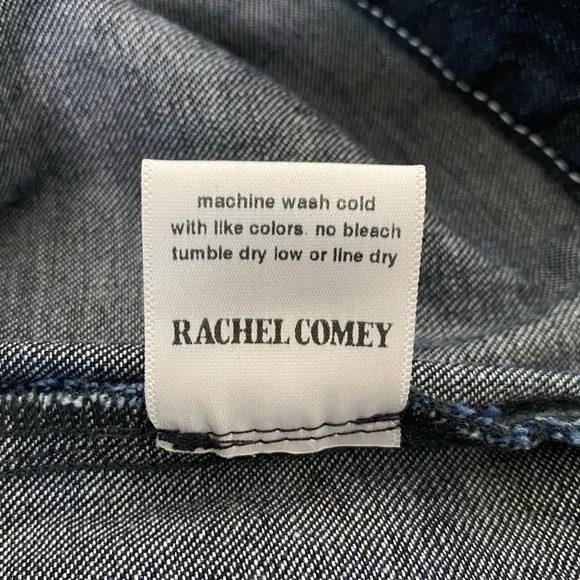 machine wash cold
with like colors. no bleach
tumble dry low or line dry
RACHEL COMEY